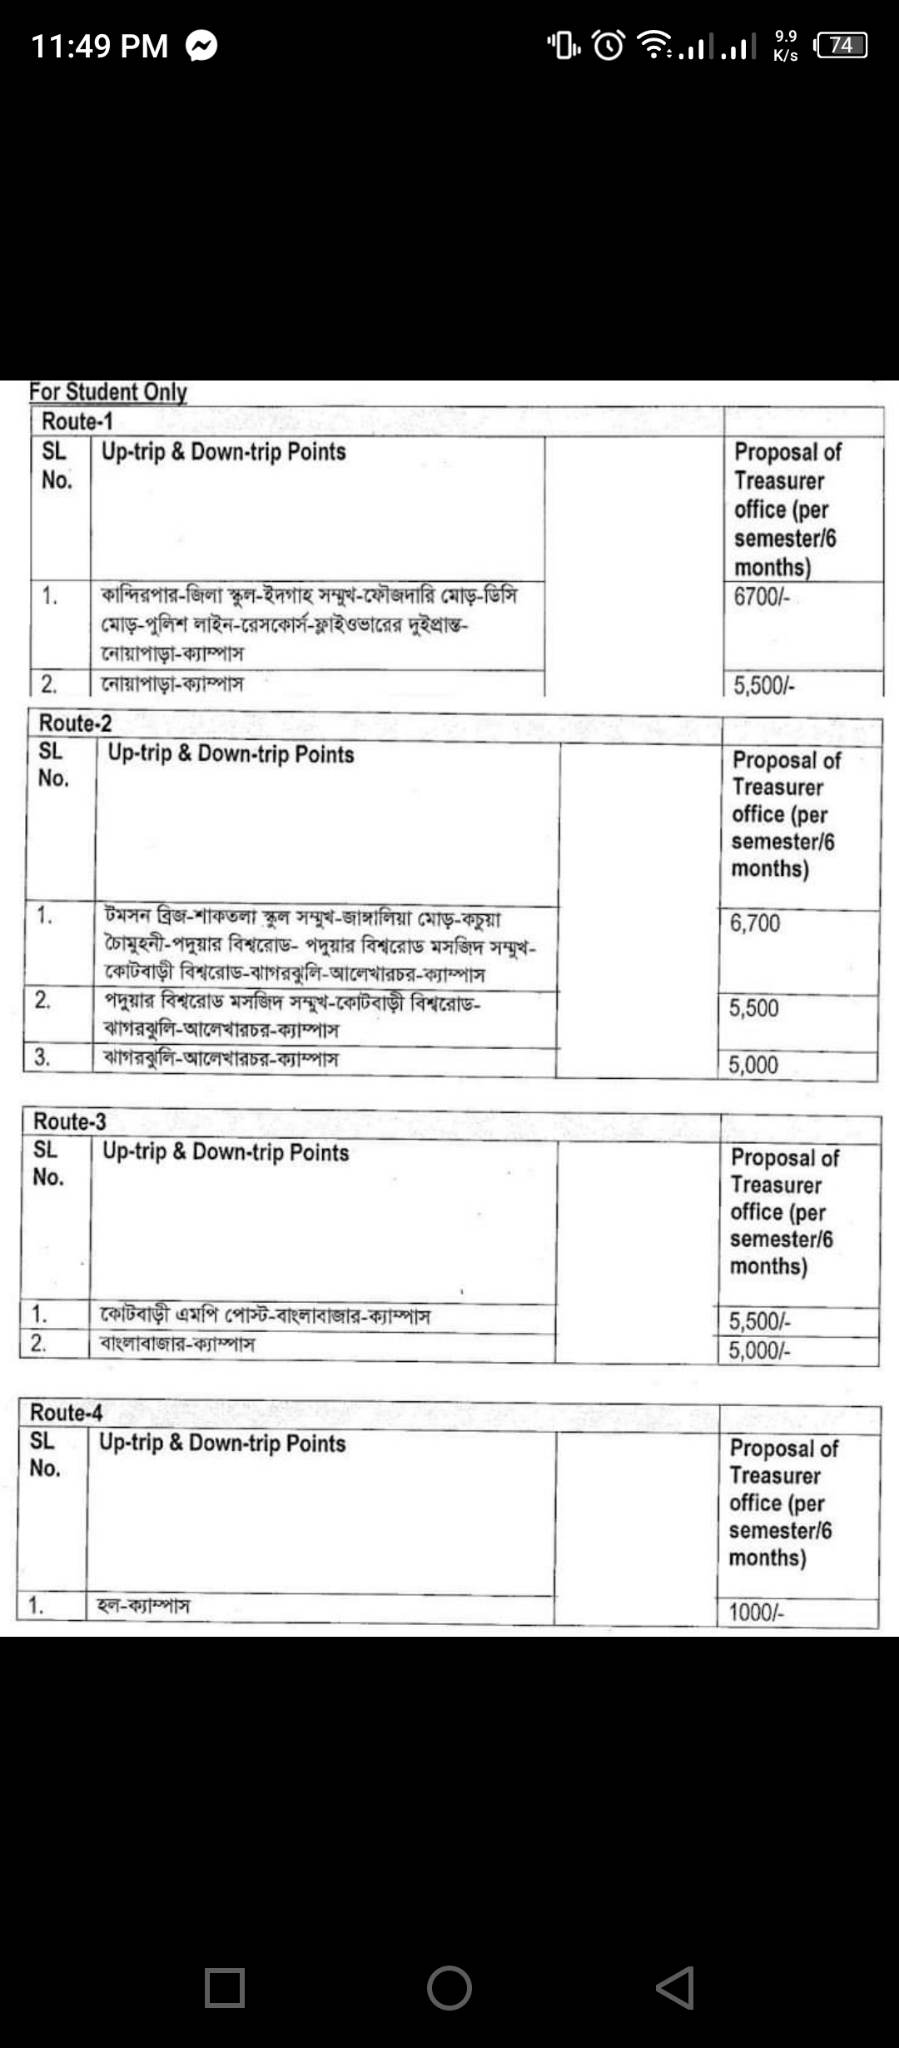 11:49 PM
9.9
K/s
74
For Student Only
Route-1
SL
No.
Up-trip & Down-trip Points
Proposal of
Treasurer
office (per
semester/6
months)
1.
কান্দিরপার-জিলা স্কুল-ইদগাহ সম্মুখ-ফৌজদারি মোড়-ডিসি
মোড়-পুলিশ লাইন-রেসকোর্স-ফ্লাইওভারের দুইপ্রান্ত-
নোয়াপাড়া-ক্যাম্পাস
6700/-
2.
নোয়াপাড়া-ক্যাম্পাস
5,500/-
Route-2
SL
No.
Up-trip & Down-trip Points
Proposal of
Treasurer
office (per
semester/6
months)
1.
টমসন ব্রিজ-শাকতলা স্কুল সম্মুখ-জাঙ্গালিয়া মোড়-কচুয়া
চৌমুহনী-পদুয়ার বিশ্বরোড- পদুয়ার বিশ্বরোড মসজিদ সম্মুখ-
কোটবাড়ী বিশ্বরোড-ঝাগরঝুলি-আলেখারচর-ক্যাম্পাস
6,700
2.
পদুয়ার বিশ্বরোড মসজিদ সম্মুখ-কোটবাড়ী বিশ্বরোড-
ঝাগরঝুলি-আলেখারচর-ক্যাম্পাস
5,500
3.
ঝাগরঝুলি-আলেখারচর-ক্যাম্পাস
5,000
Route-3
SL
No.
Up-trip & Down-trip Points
Proposal of
Treasurer
office (per
semester/6
months)
1.
কোটবাড়ী এমপি পোস্ট-বাংলাবাজার-ক্যাম্পাস
5,500/-
2.
বাংলাবাজার-ক্যাম্পাস
5,000/-
Route-4
SL
No.
Up-trip & Down-trip Points
Proposal of
Treasurer
office (per
semester/6
months)
1.
হল-ক্যাম্পাস
1000/-